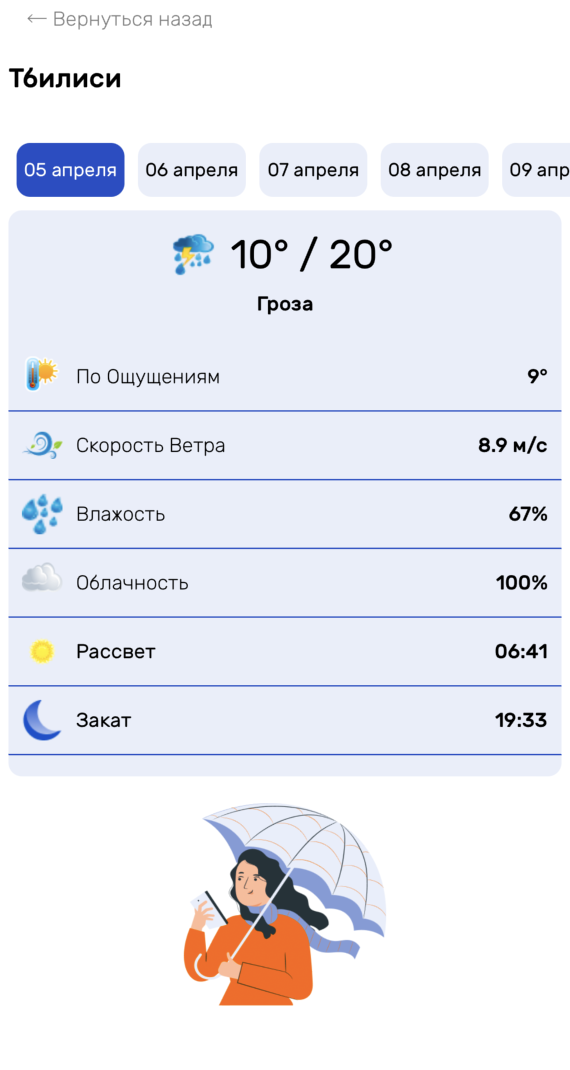 ← Вернуться назад
Тбилиси
05 апреля 06 апреля 07 апреля 08 апреля 09 апр
10° / 20°
Гроза
По Ощущениям 9°
Скорость Ветра 8.9 м/с
Влажость 67%
Облачность 100%
Рассвет 06:41
Закат 19:33